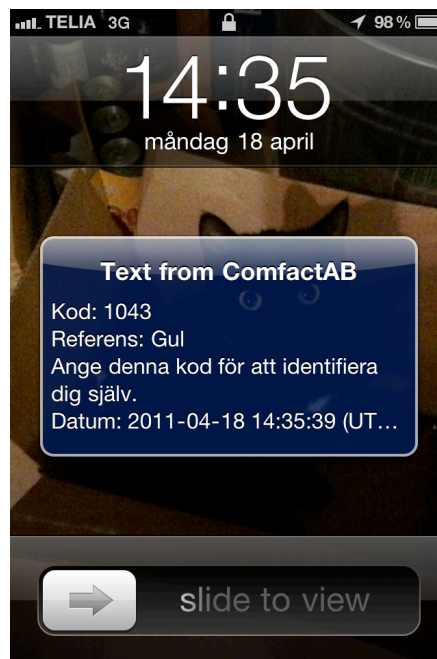 TELIA 3G 98%
14:35
måndag 18 april
Text from ComfactAB
Kod: 1043
Referens: Gul
Ange denna kod för att identifiera
dig själv.
Datum: 2011-04-18 14:35:39 (UT…
slide to view